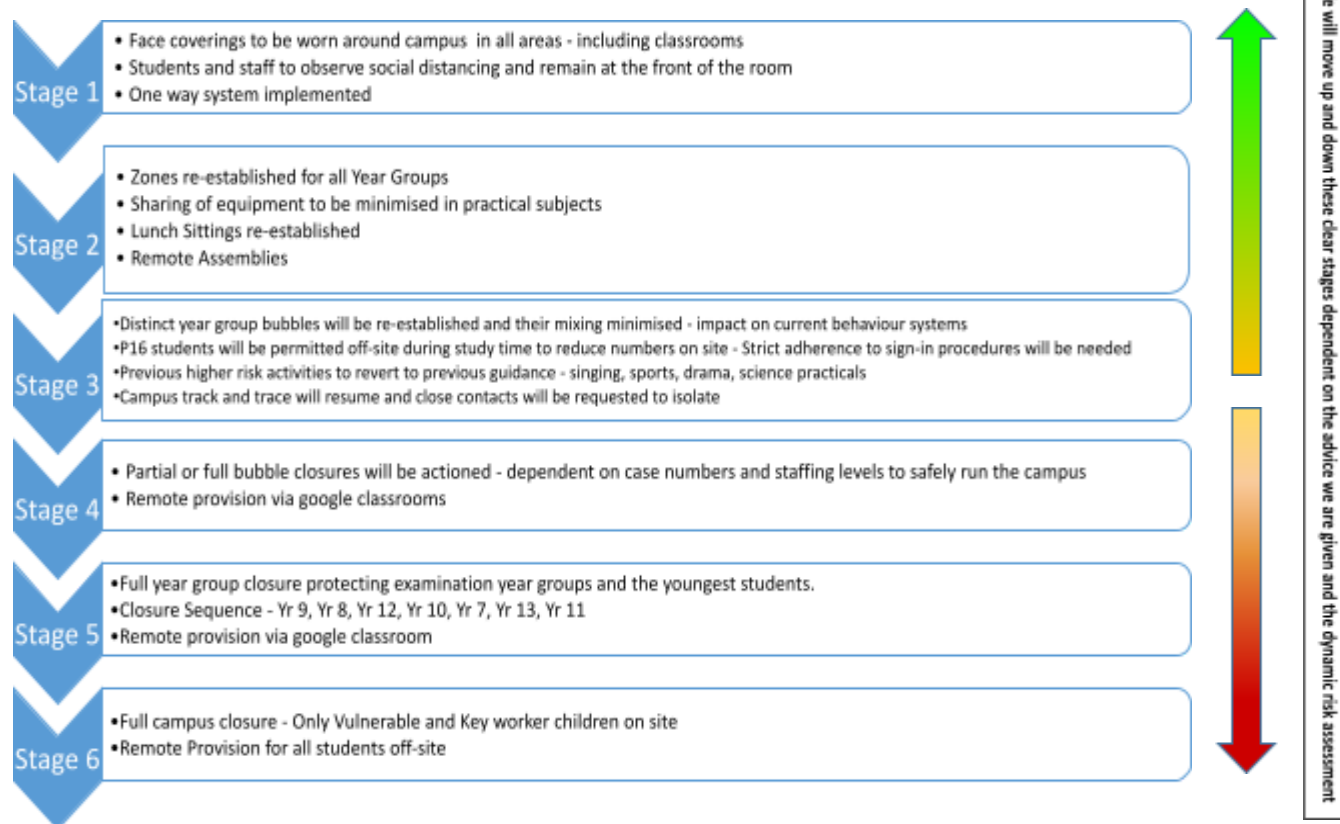 Stage 1
• Face coverings to be worn around campus in all areas - including classrooms
• Students and staff to observe social distancing and remain at the front of the room
• One way system implemented
Stage 2
• Zones re-established for all Year Groups
• Sharing of equipment to be minimised in practical subjects
• Lunch Sittings re-established
• Remote Assemblies
Stage 3
•Distinct year group bubbles will be re-established and their mixing minimised - impact on current behaviour systems
•P16 students will be permitted off-site during study time to reduce numbers on site - Strict adherence to sign-in procedures will be needed
•Previous higher risk activities to revert to previous guidance - singing, sports, drama, science practicals
•Campus track and trace will resume and close contacts will be requested to isolate
Stage 4
• Partial or full bubble closures will be actioned - dependent on case numbers and staffing levels to safely run the campus
• Remote provision via google classrooms
Stage 5
•Full year group closure protecting examination year groups and the youngest students.
•Closure Sequence - Yr 9, Yr 8, Yr 12, Yr 10, Yr 7, Yr 13, Yr 11
•Remote provision via google classroom
Stage 6
•Full campus closure - Only Vulnerable and Key worker children on site
•Remote Provision for all students off-site
will move up and down these clear stages dependent on the advice we are given and the dynamic risk assessment